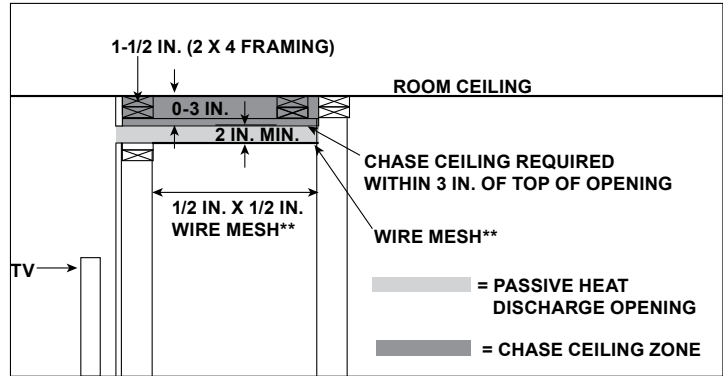 1-1/2 IN. (2 X 4 FRAMING)
ROOM CEILING
0-3 IN.
2 IN. MIN.
CHASE CEILING REQUIRED
WITHIN 3 IN. OF TOP OF OPENING
1/2 IN. X 1/2 IN.
WIRE MESH**
WIRE MESH**
TV
= PASSIVE HEAT
DISCHARGE OPENING
= CHASE CEILING ZONE